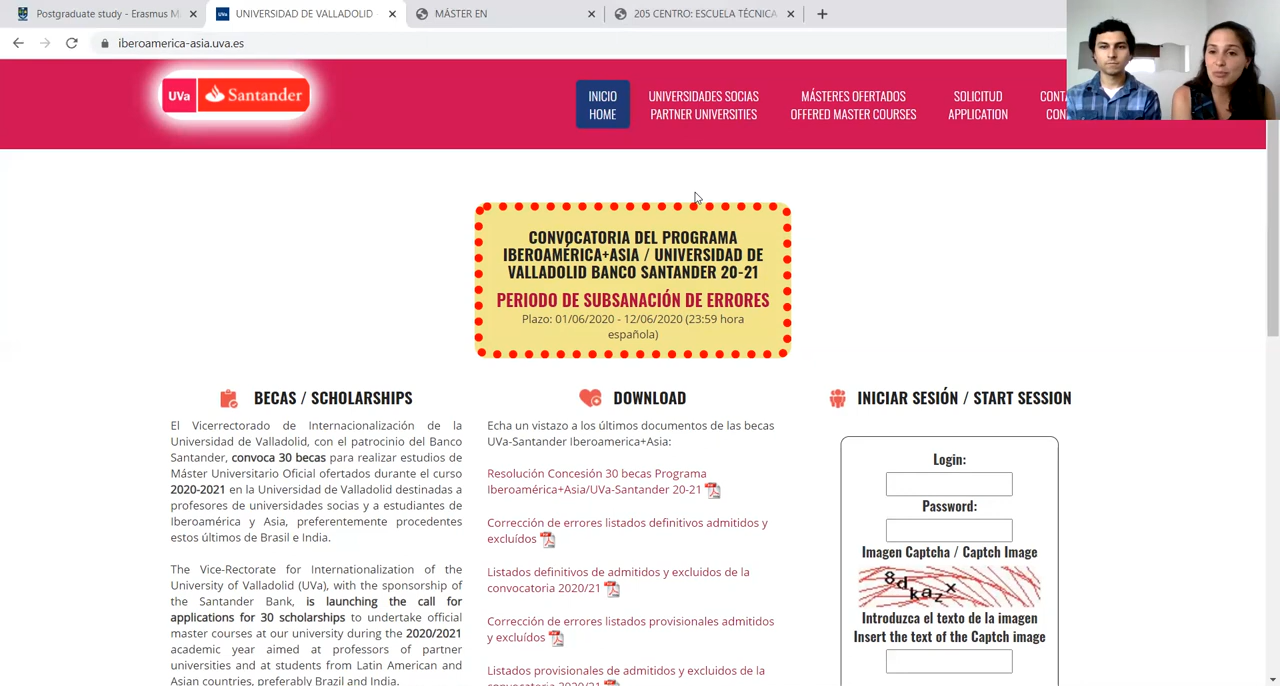 Postgraduate study - Erasmus M
UNIVERSIDAD DE VALLADOLID
MÁSTER EN
205 CENTRO: ESCUELA TÉCNICA
iberoamerica-asia.uva.es
UVa Santander
INICIO
HOME
UNIVERSIDADES SOCIAS
PARTNER UNIVERSITIES
MÁSTERES OFERTADOS
OFFERED MASTER COURSES
SOLICITUD
APPLICATION
CONTA
CON
CONVOCATORIA DEL PROGRAMA
IBEROAMÉRICA+ASIA / UNIVERSIDAD DE
VALLADOLID BANCO SANTANDER 20-21
PERIODO DE SUBSANACIÓN DE ERRORES
Plazo: 01/06/2020 - 12/06/2020 (23:59 hora
española)
BECAS / SCHOLARSHIPS
El Vicerrectorado de Internacionalización de la
Universidad de Valladolid, con el patrocinio del Banco
Santander, convoca 30 becas para realizar estudios de
Máster Universitario Oficial ofertados durante el curso
2020-2021 en la Universidad de Valladolid destinadas a
profesores de universidades socias y a estudiantes de
Iberoamérica y Asia, preferentemente procedentes
estos últimos de Brasil e India.
The Vice-Rectorate for Internationalization of the
University of Valladolid (UVa), with the sponsorship of
the Santander Bank, is launching the call for
applications for 30 scholarships to undertake official
master courses at our university during the 2020/2021
academic year aimed at professors of partner
universities and at students from Latin American and
Asian countries, preferably Brazil and India.
DOWNLOAD
Echa un vistazo a los últimos documentos de las becas
UVa-Santander Iberoamerica+Asia:
Resolución Concesión 30 becas Programa
Iberoamérica+Asia/UVa-Santander 20-21
Corrección de errores listados definitivos admitidos y
excluídos
Listados definitivos de admitidos y excluidos de la
convocatoria 2020/21
Corrección de errores listados provisionales admitidos
y excluídos
Listados provisionales de admitidos y excluidos de la
convocatoria 2020/21
INICIAR SESIÓN / START SESSION
Login:
Password:
Imagen Captcha / Captch Image
8d kaz x
Introduzca el texto de la imagen
Insert the text of the Captch image